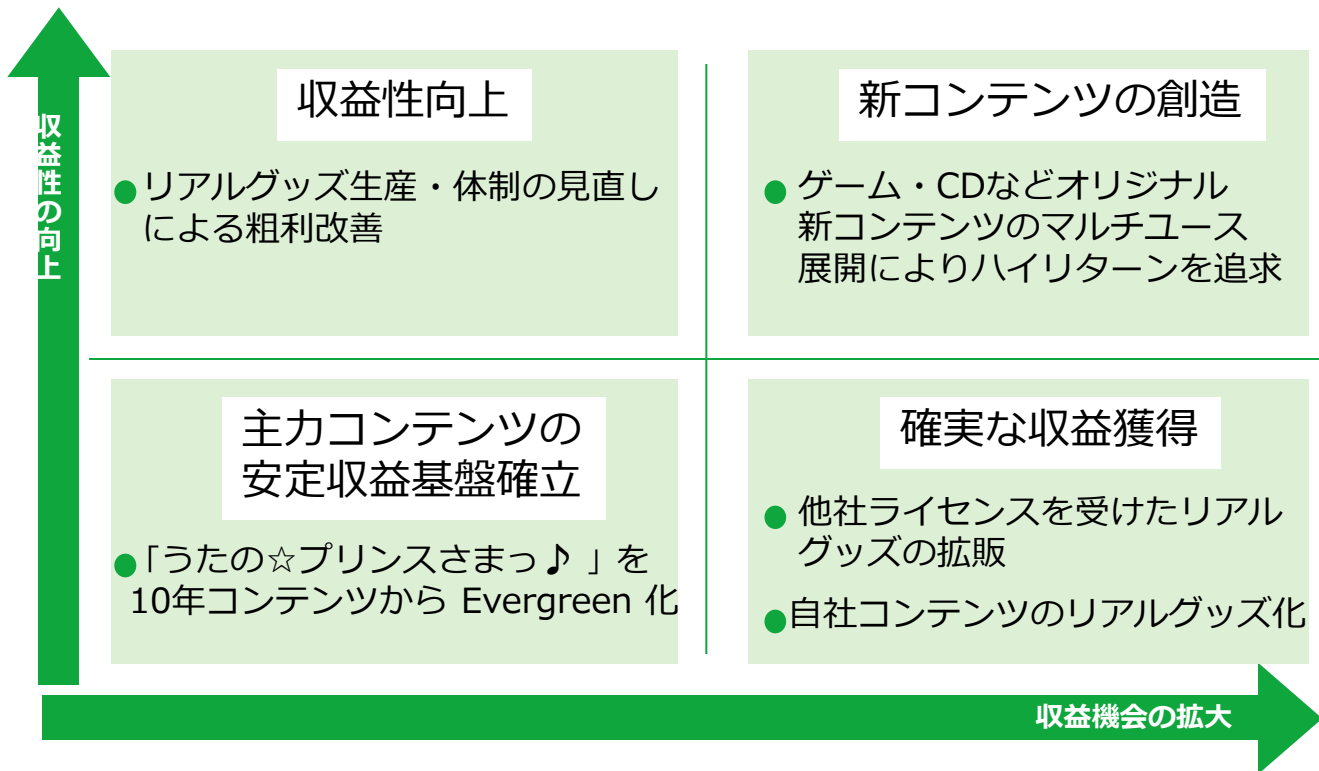 収益性の向上
収益性向上
●リアルグッズ生産・体制の見直し
による粗利改善
新コンテンツの創造
● ゲーム・CDなどオリジナル
新コンテンツのマルチユース
展開によりハイリターンを追求
主力コンテンツの
安定収益基盤確立
●「うたの☆プリンスさまっ♪ 」を
10年コンテンツから Evergreen 化
確実な収益獲得
● 他社ライセンスを受けたリアル
グッズの拡販
●自社コンテンツのリアルグッズ化
収益機会の拡大